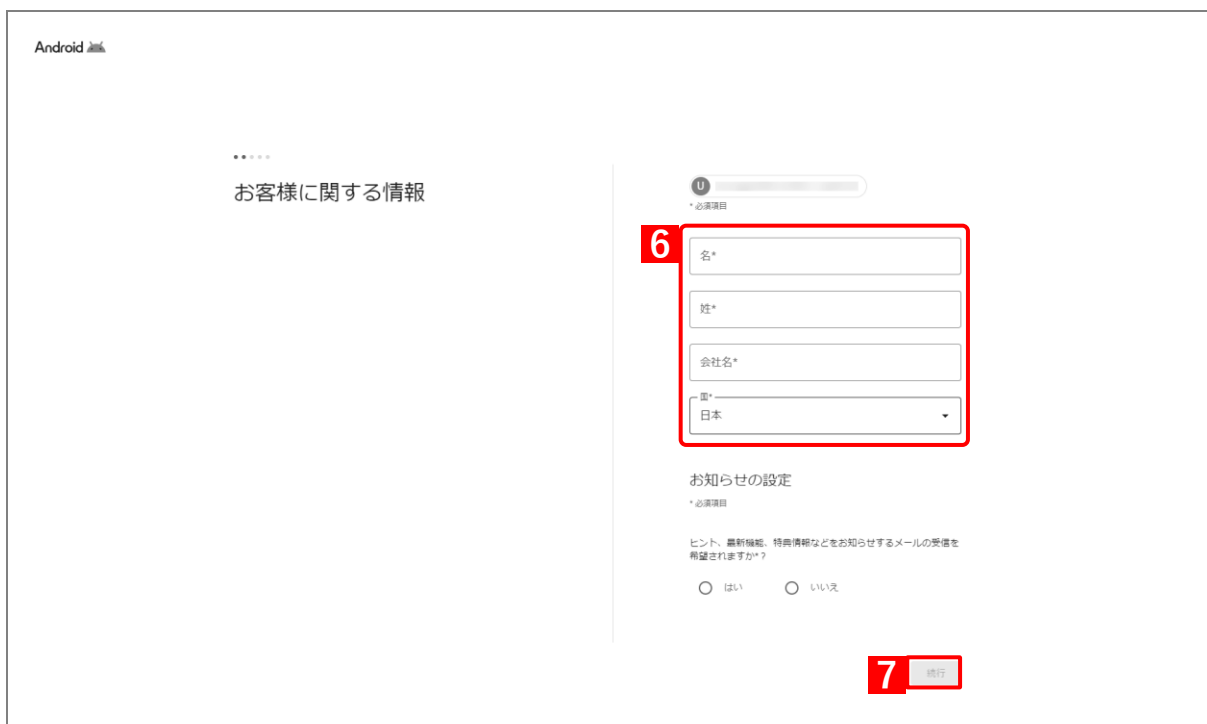 Android
お客様に関する情報
U
* 必須項目
6
名*
姓*
会社名*
国*
日本
お知らせの設定
* 必須項目
ヒント、最新機能、特典情報などをお知らせするメールの受信を
希望されますか*？
はい いいえ
7 続行